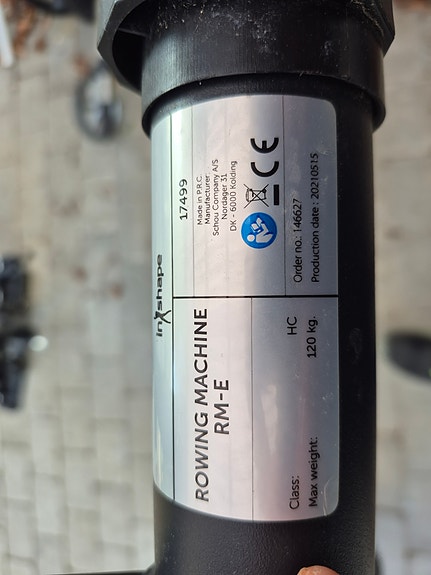 inshape
ROWING MACHINE
RM-E
Class: HC
Max weight: 120 kg.
17499
Made in P.R.C.
Manufacturer:
Schou Company A/S
Nordager 31
DK - 6000 Kolding
CE
Order no.: 146627
Production date : 20210515